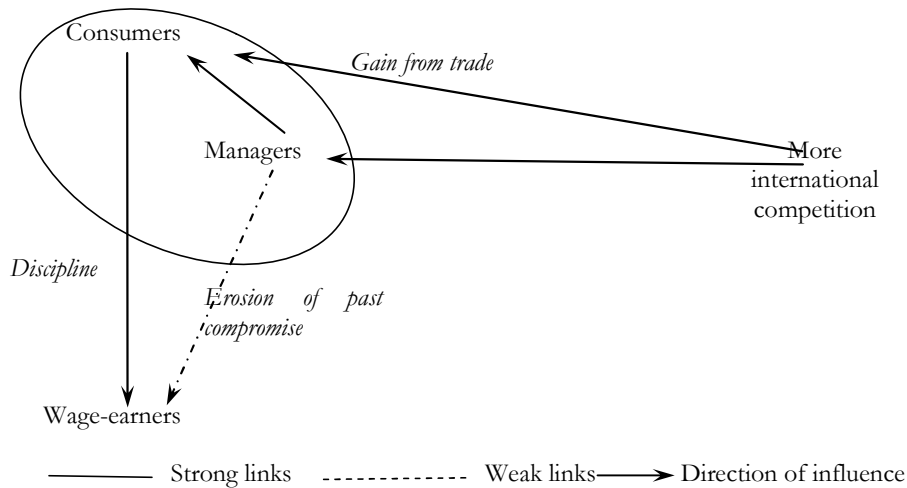 Consumers
Gain from trade
Managers
More
international
competition
Discipline
Erosion of past
compromise
Wage-earners
Strong links Weak links Direction of influence